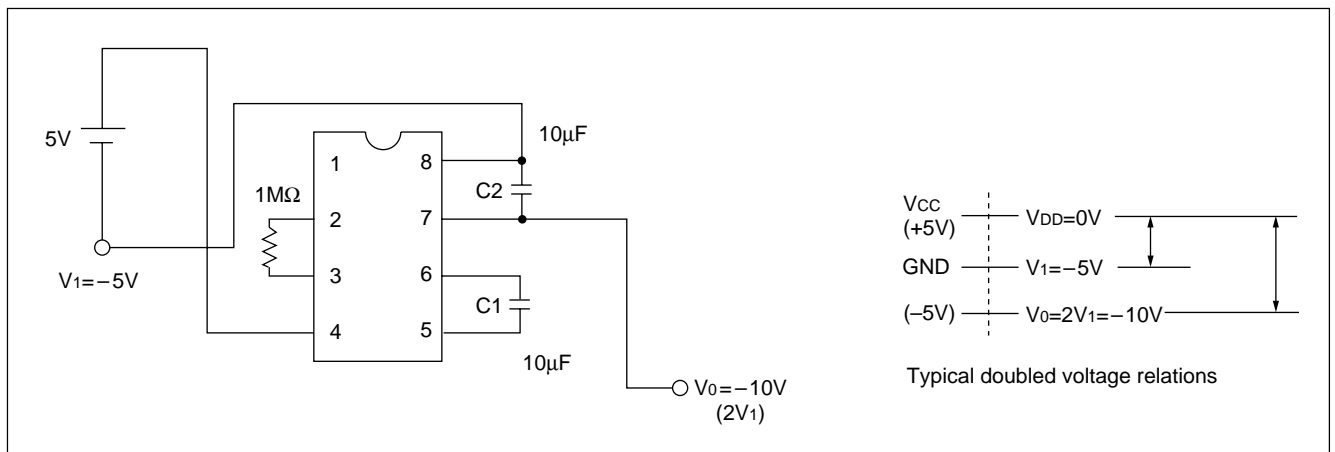 5V
V1=−5V
1MΩ
1
2
3
4
8
7
6
5
10μF
C2
C1
10μF
V0=−10V
(2V1)
VCC
(+5V)
VDD=0V
GND
V1=−5V
(–5V)
V0=2V1=−10V
Typical doubled voltage relations